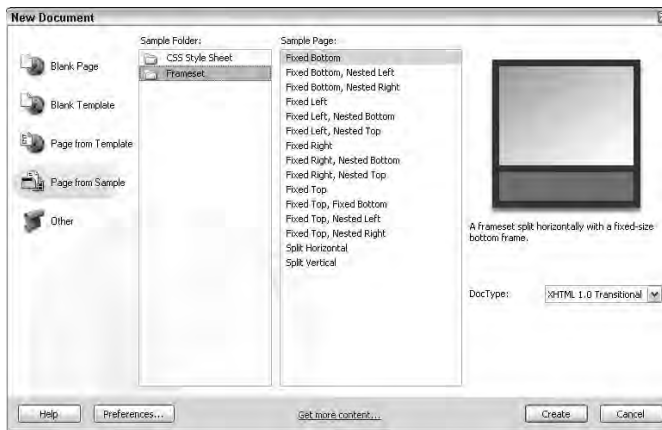 New Document
Blank Page
Blank Template
Page from Template
Page from Sample
Other
Sample Folder:
CSS Style Sheet
Frameset
Sample Page:
Fixed Bottom
Fixed Bottom, Nested Left
Fixed Bottom, Nested Right
Fixed Left
Fixed Left, Nested Bottom
Fixed Left, Nested Top
Fixed Right
Fixed Right, Nested Bottom
Fixed Right, Nested Top
Fixed Top
Fixed Top, Fixed Bottom
Fixed Top, Nested Left
Fixed Top, Nested Right
Split Horizontal
Split Vertical
A frameset split horizontally with a fixed-size
bottom frame.
DocType: XHTML 1.0 Transitional
Help Preferences... Get more content... Create Cancel